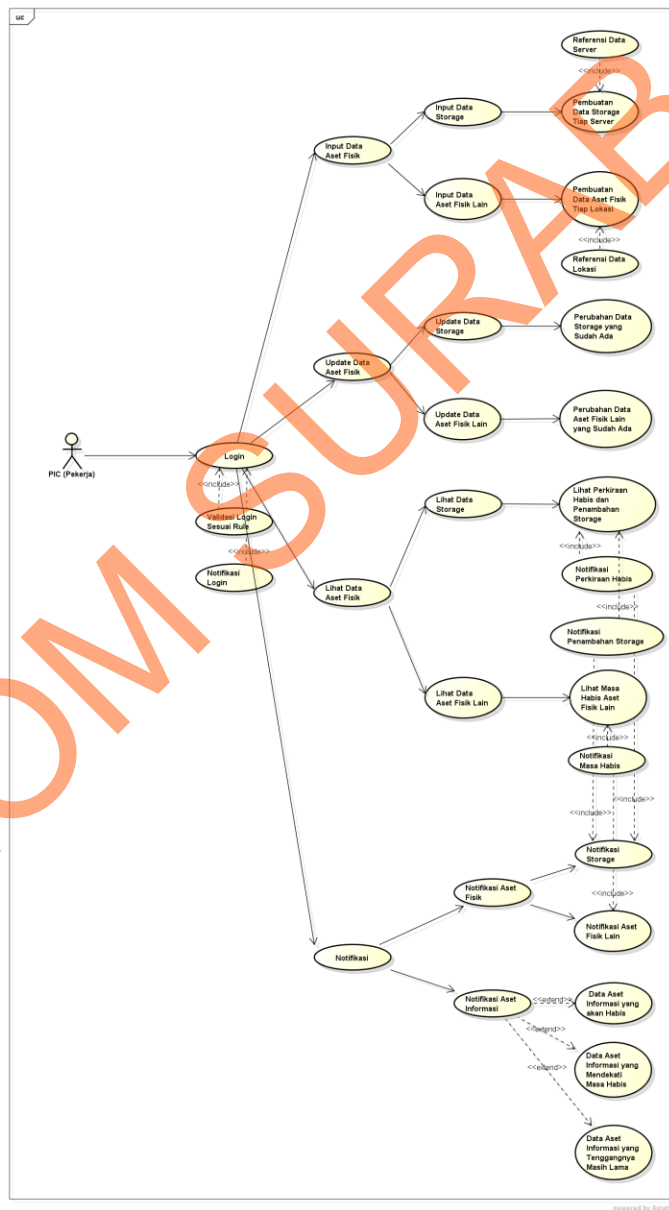 uc
Referensi Data
Server
<<include>>
Input Data
Storage
Pembuatan
Data Storage
Tiap Server
Input Data
Aset Fisik
Input Data
Aset Fisik Lain
Pembuatan
Data Aset Fisik
Tiap Lokasi
<<include>>
Referensi Data
Lokasi
Update Data
Storage
Perubahan Data
Storage yang
Sudah Ada
Update Data
Aset Fisik
Update Data
Aset Fisik Lain
Perubahan Data
Aset Fisik Lain
yang Sudah Ada
PIC (Pekerja)
Login
<<include>>
Validasi Login
Sesuai Rule
<<include>>
Notifikasi
Login
Lihat Data
Storage
Lihat Perkiraan
Habis dan
Penambahan
Storage
<<include>>
Notifikasi
Perkiraan Habis
Lihat Data
Aset Fisik
<<include>>
Notifikasi
Penambahan Storage
Lihat Data
Aset Fisik Lain
Lihat Masa
Habis Aset
Fisik Lain
<<include>>
Notifikasi
Masa Habis
<<include>>
<<include>>
Notifikasi
Storage
Notifikasi Aset
Fisik
<<include>>
Notifikasi Aset
Fisik Lain
Notifikasi
Notifikasi Aset
Informasi
<<extend>>
Data Aset
Informasi yang
akan Habis
<<extend>>
Data Aset
Informasi yang
Mendekati
Masa Habis
<<extend>>
Data Aset
Informasi yang
Tenggangnya
Masih Lama
powered by
OM SURAB